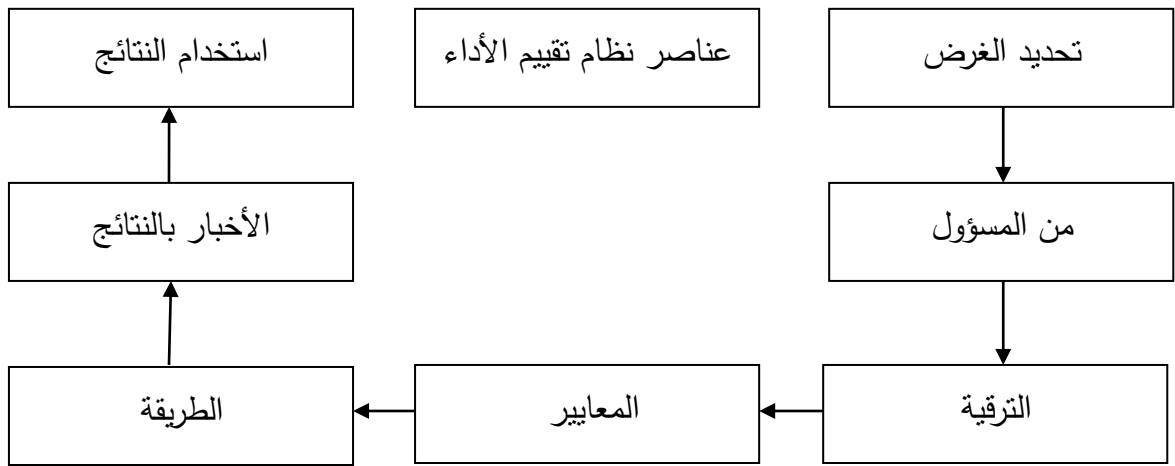 تحديد الغرض
عناصر نظام تقييم الأداء
استخدام النتائج
من المسؤول
الأخبار بالنتائج
الترقية
المعايير
الطريقة